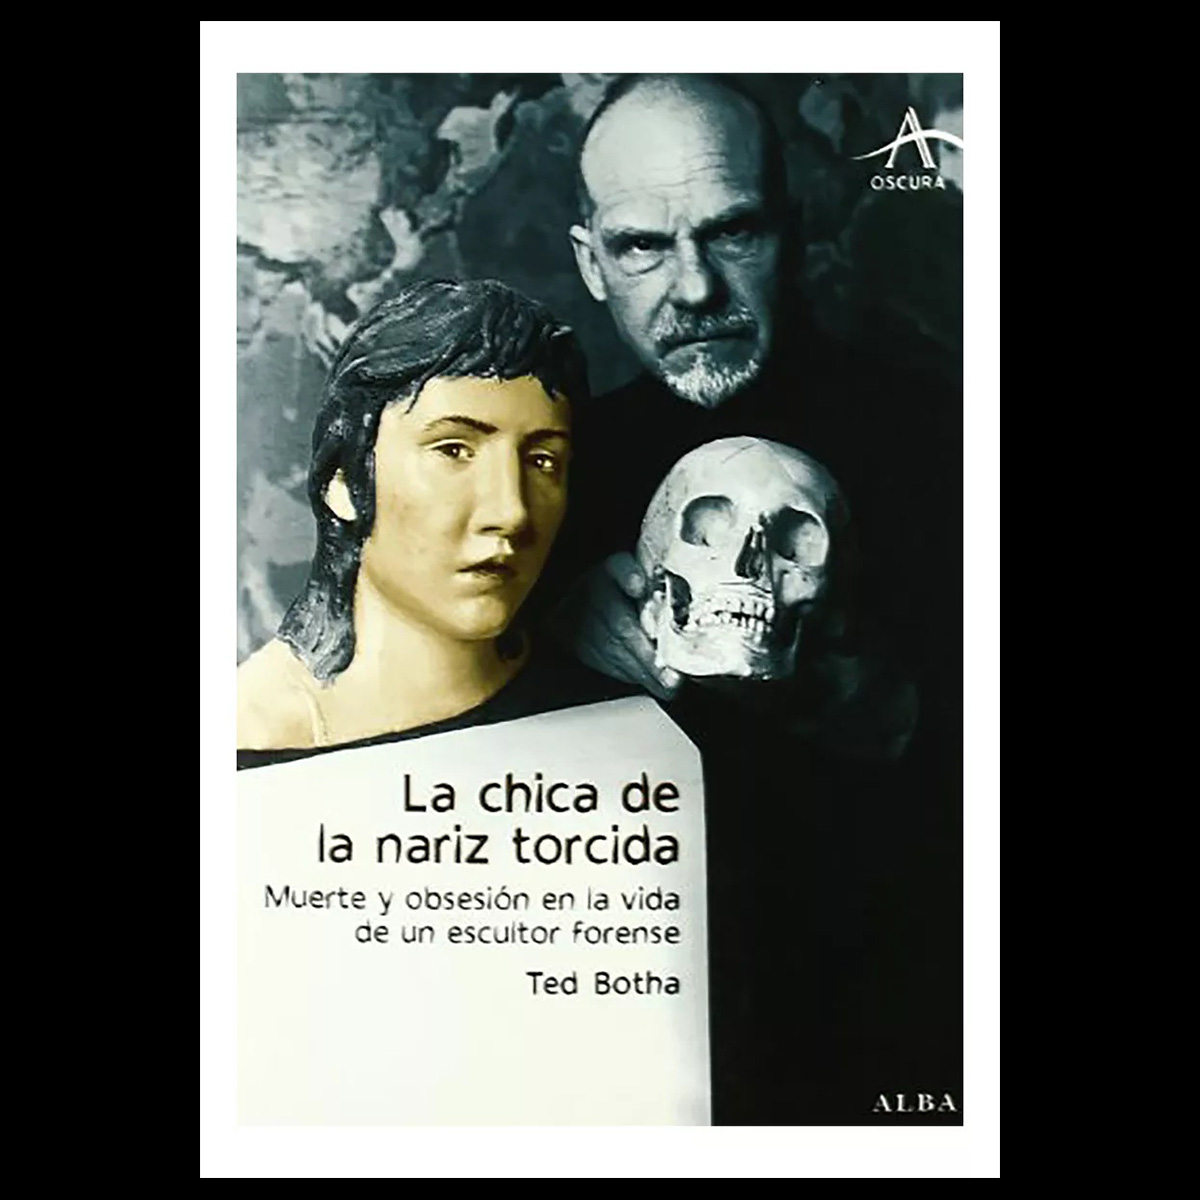 A
OSCURA
La chica de
la nariz torcida
Muerte y obsesión en la vida
de un escultor forense
Ted Botha
ALBA